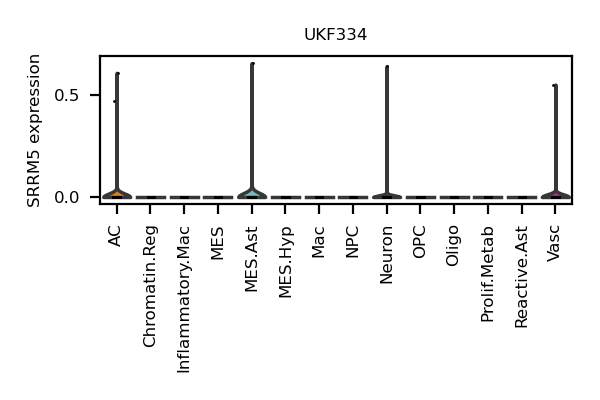 UKF334
SRRM5 expression
0.5
0.0
AC
Chromatin.Reg
Inflammatory.Mac
MES
MES.Ast
MES.Hyp
Mac
NPC
Neuron
OPC
Oligo
Prolif.Metab
Reactive.Ast
Vasc